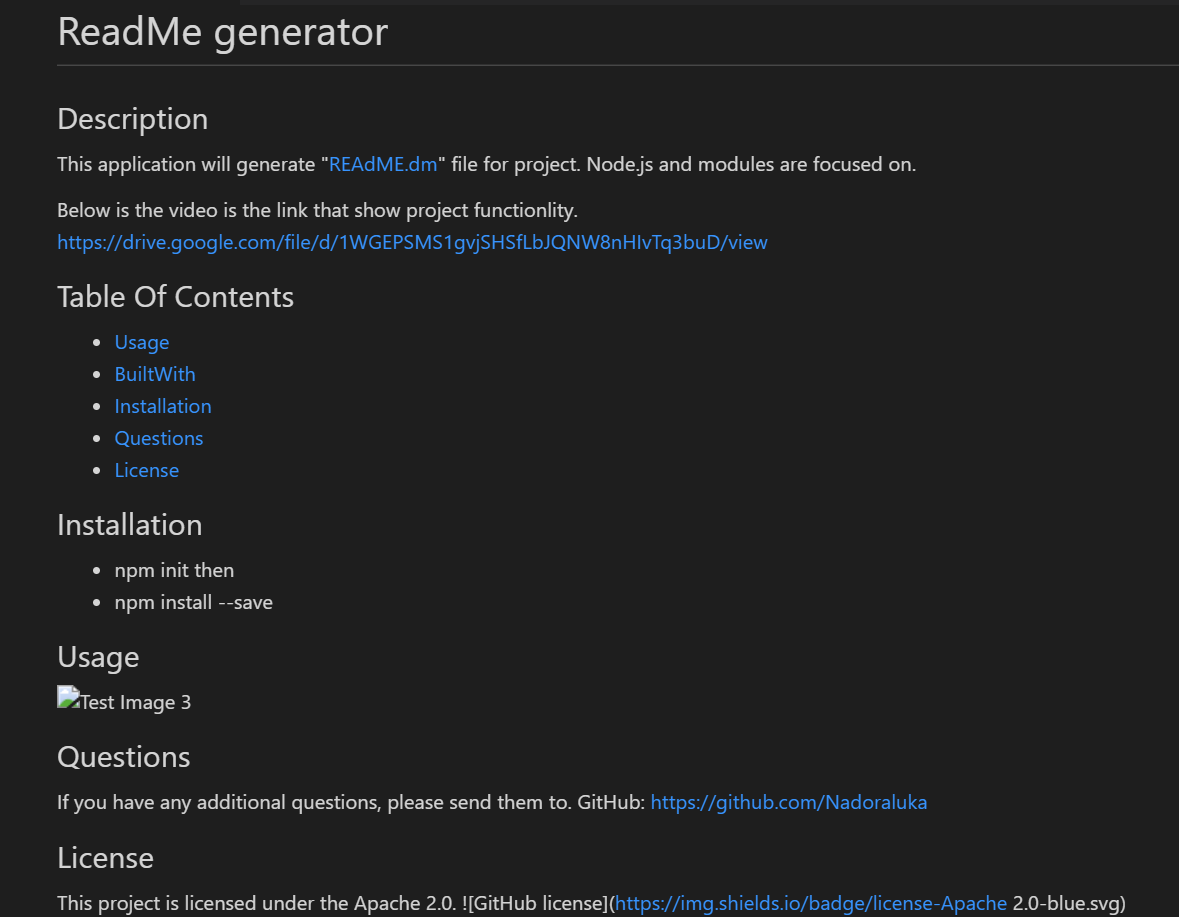 ReadMe generator
Description
This application will generate "REAdME.dm" file for project. Node.js and modules are focused on.
Below is the video is the link that show project functionlity.
https://drive.google.com/file/d/1WGEPSMS1gvjSHSfLbJQNW8nHIvTq3buD/view
Table Of Contents
• Usage
• BuiltWith
• Installation
• Questions
• License
Installation
• npm init then
• npm install --save
Usage
Test Image 3
Questions
If you have any additional questions, please send them to. GitHub: https://github.com/Nadoraluka
License
This project is licensed under the Apache 2.0. ![GitHub license](https://img.shields.io/badge/license-Apache 2.0-blue.svg)